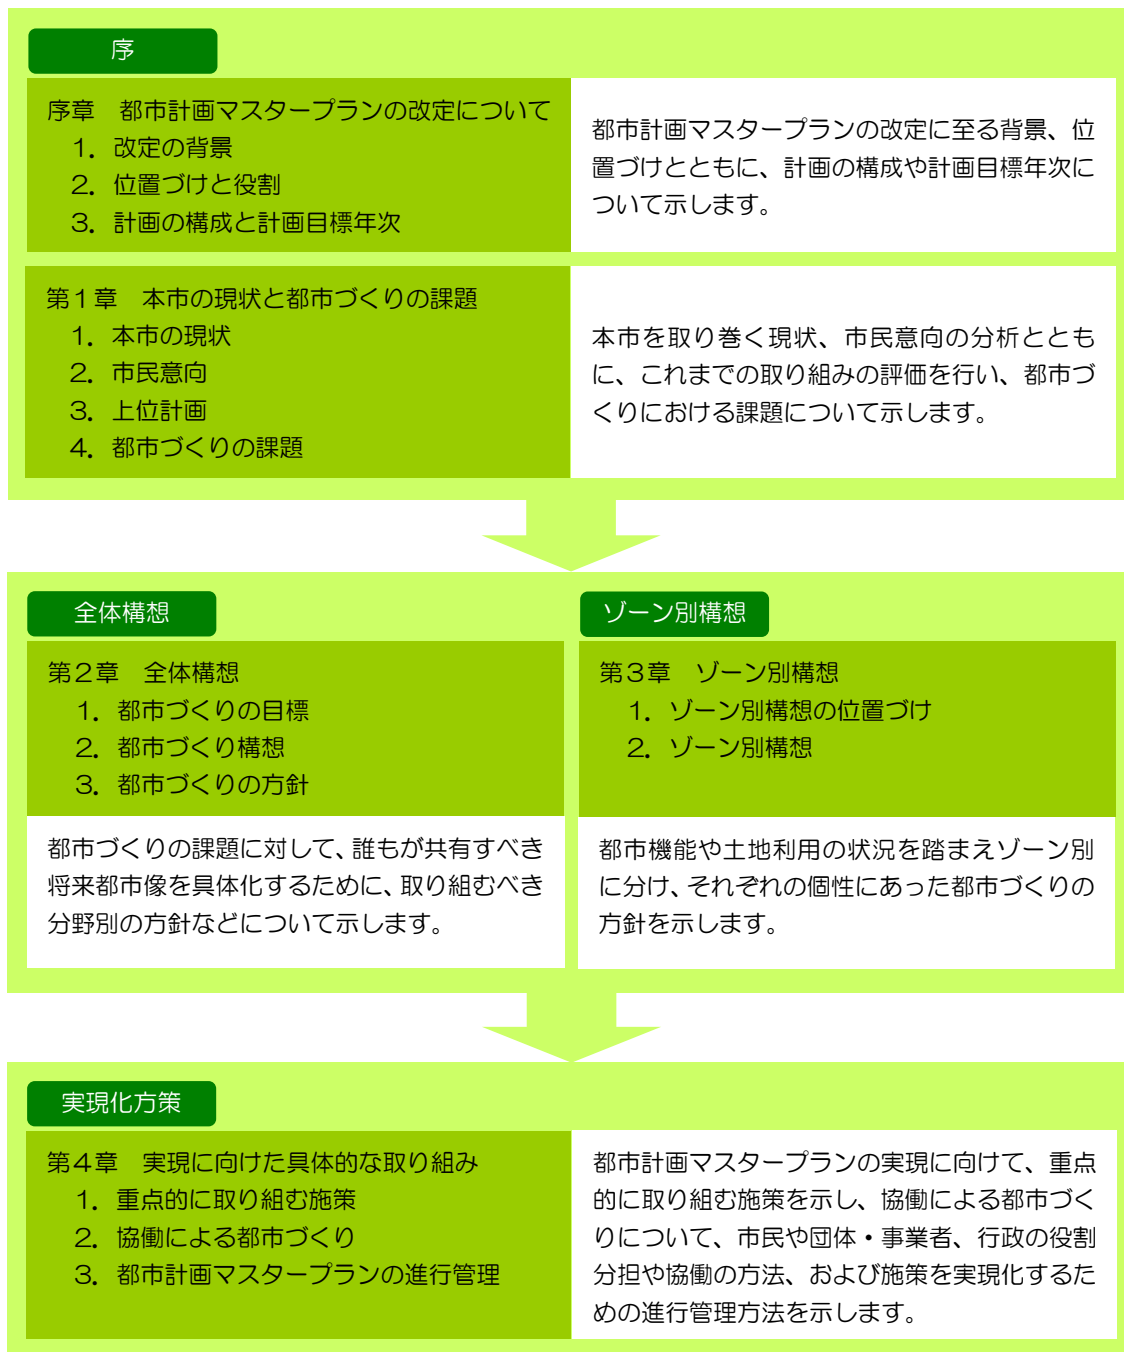 序
序章　都市計画マスタープランの改定について
1．改定の背景
2．位置づけと役割
3．計画の構成と計画目標年次
都市計画マスタープランの改定に至る背景、位
置づけとともに、計画の構成や計画目標年次に
ついて示します。
第１章　本市の現状と都市づくりの課題
1．本市の現状
2．市民意向
3．上位計画
4．都市づくりの課題
本市を取り巻く現状、市民意向の分析ととも
に、これまでの取り組みの評価を行い、都市づ
くりにおける課題について示します。
全体構想
第２章　全体構想
1．都市づくりの目標
2．都市づくり構想
3．都市づくりの方針
都市づくりの課題に対して、誰もが共有すべき
将来都市像を具体化するために、取り組むべき
分野別の方針などについて示します。
ゾーン別構想
第３章　ゾーン別構想
1．ゾーン別構想の位置づけ
2．ゾーン別構想
都市機能や土地利用の状況を踏まえゾーン別
に分け、それぞれの個性にあった都市づくりの
方針を示します。
実現化方策
第４章　実現に向けた具体的な取り組み
1．重点的に取り組む施策
2．協働による都市づくり
3．都市計画マスタープランの進行管理
都市計画マスタープランの実現に向けて、重点
的に取り組む施策を示し、協働による都市づく
りについて、市民や団体・事業者、行政の役割
分担や協働の方法、および施策を実現化するた
めの進行管理方法を示します。